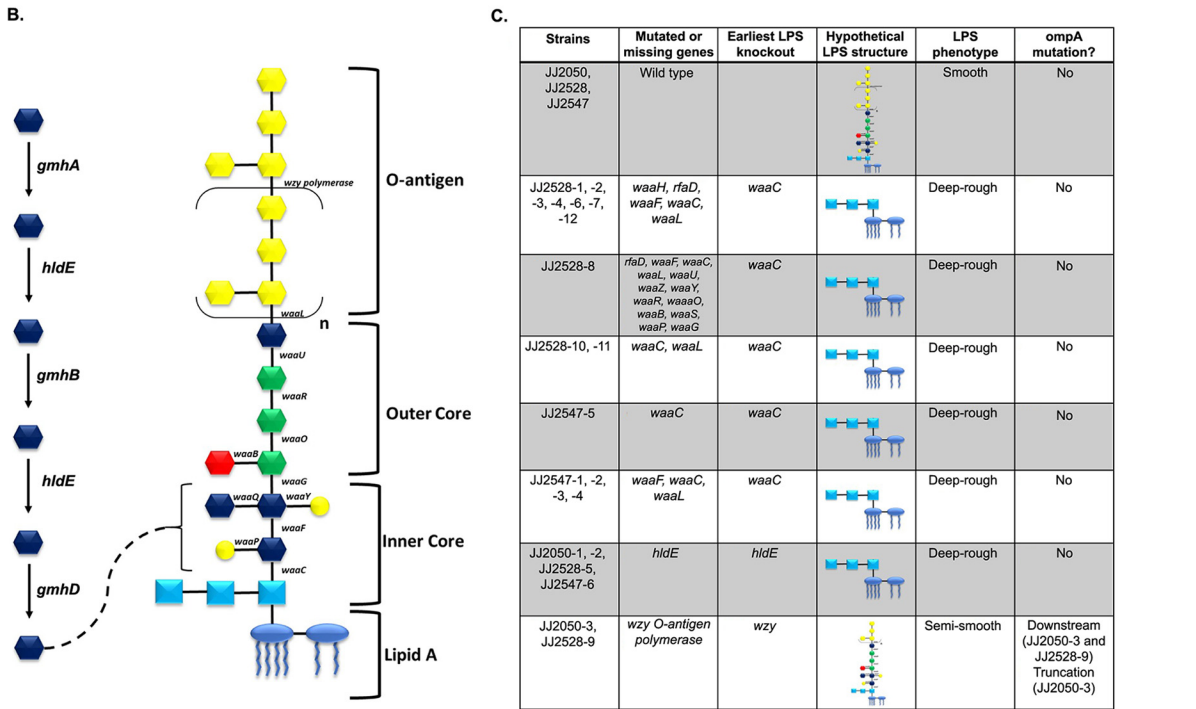 B.
gmhA
hldE
gmhB
hldE
gmhD
wzy polymerase
waaL
n
waaU
waaR
waaO
waaB
waaG
waaQ
waaY
waaF
waaP
waaC
O-antigen
Outer Core
Inner Core
Lipid A
C.
Strains
Mutated or
missing genes
Earliest LPS
knockout
Hypothetical
LPS structure
LPS
phenotype
ompA
mutation?
JJ2050,
JJ2528,
JJ2547
Wild type
Smooth
No
JJ2528-1, -2,
-3, -4, -6, -7,
-12
waaH, rfaD,
waaF, waaC,
waaL
waaC
Deep-rough
No
JJ2528-8
rfaD, waaF, waaC,
waaL, waaU,
waaZ, waaY,
waaR, waaaO,
waaB, waaS,
waaP, waaG
waaC
Deep-rough
No
JJ2528-10, -11
waaC, waaL
waaC
Deep-rough
No
JJ2547-5
waaC
waaC
Deep-rough
No
JJ2547-1, -2,
-3, -4
waaF, waaC,
waaL
waaC
Deep-rough
No
JJ2050-1, -2,
JJ2528-5,
JJ2547-6
hldE
hldE
Deep-rough
No
JJ2050-3,
JJ2528-9
wzy O-antigen
polymerase
wzy
Semi-smooth
Downstream
(JJ2050-3 and
JJ2528-9)
Truncation
(JJ2050-3)